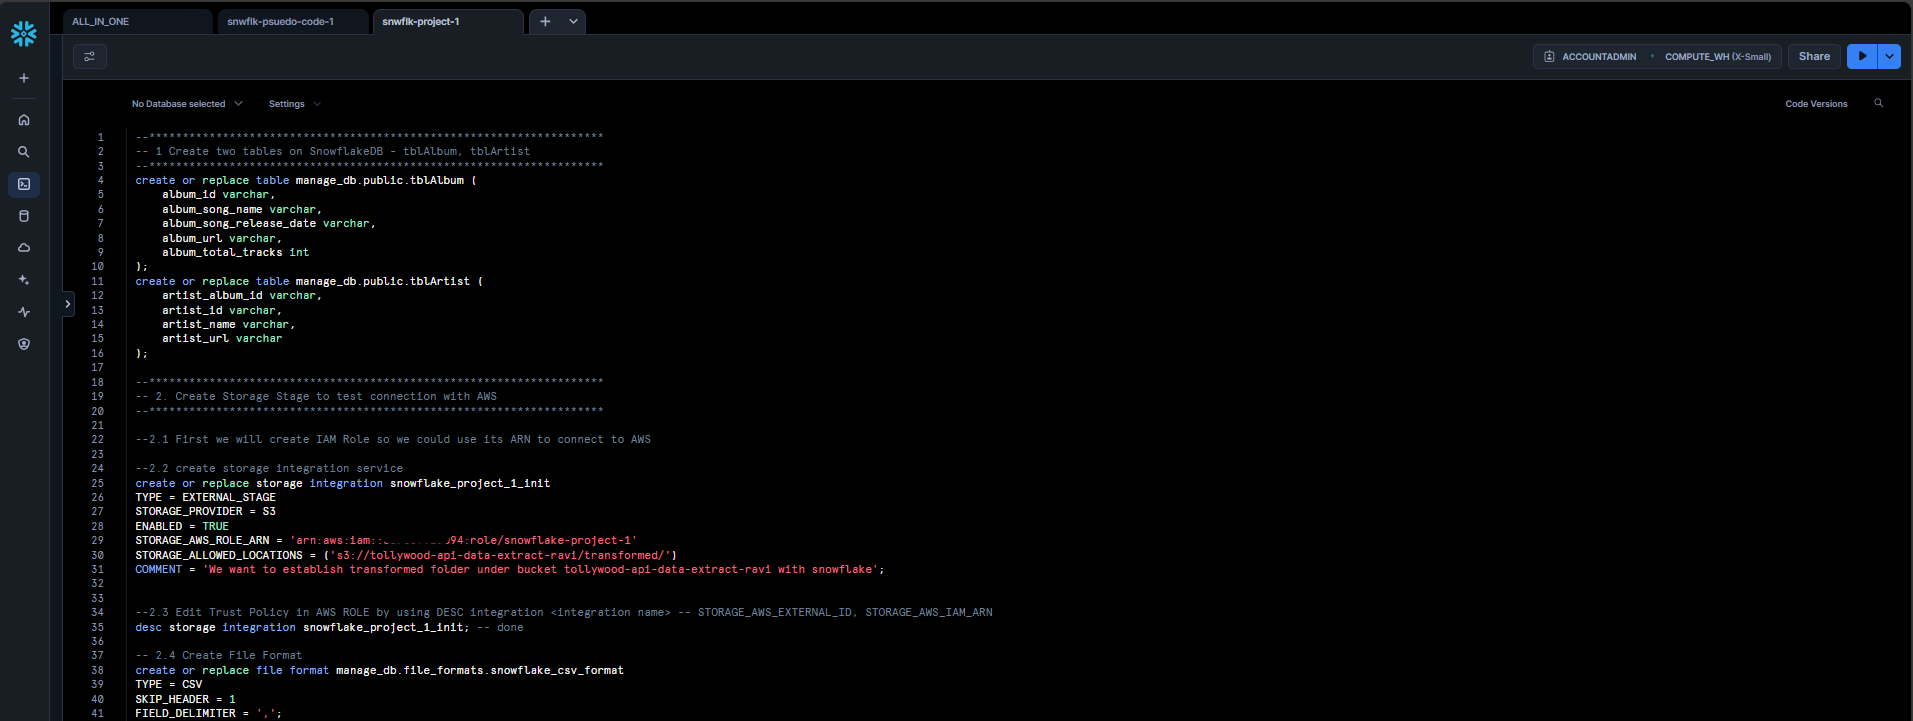 ALL_IN_ONE
snwflk-psuedo-code-1
snwflk-project-1
ACCOUNTADMIN
COMPUTE_WH (X-Small)
Share
No Database selected
Settings
Code Versions
1 --********************************************************************
2 -- 1 Create two tables on SnowflakeDB - tblAlbum, tblArtist
3 --********************************************************************
4 create or replace table manage_db.public.tblAlbum (
5 album_id varchar,
6 album_song_name varchar,
7 album_song_release_date varchar,
8 album_url varchar,
9 album_total_tracks int
10 );
11 create or replace table manage_db.public.tblArtist (
12 artist_album_id varchar,
13 artist_id varchar,
14 artist_name varchar,
15 artist_url varchar
16 );
17
18 --********************************************************************
19 -- 2. Create Storage Stage to test connection with AWS
20 --********************************************************************
21
22 --2.1 First we will create IAM Role so we could use its ARN to connect to AWS
23
24 --2.2 create storage integration service
25 create or replace storage integration snowflake_project_1_init
26 TYPE = EXTERNAL_STAGE
27 STORAGE_PROVIDER = S3
28 ENABLED = TRUE
29 STORAGE_AWS_ROLE_ARN = 'arn:aws:iam:: 94:role/snowflake-project-1'
30 STORAGE_ALLOWED_LOCATIONS = ('s3://tollywood-api-data-extract-ravi/transformed/')
31 COMMENT = 'We want to establish transformed folder under bucket tollywood-api-data-extract-ravi with snowflake';
32
33
34 --2.3 Edit Trust Policy in AWS ROLE by using DESC integration <integration name> -- STORAGE_AWS_EXTERNAL_ID, STORAGE_AWS_IAM_ARN
35 desc storage integration snowflake_project_1_init; -- done
36
37 -- 2.4 Create File Format
38 create or replace file format manage_db.file_formats.snowflake_csv_format
39 TYPE = CSV
40 SKIP_HEADER = 1
41 FIELD_DELIMITER = ',';